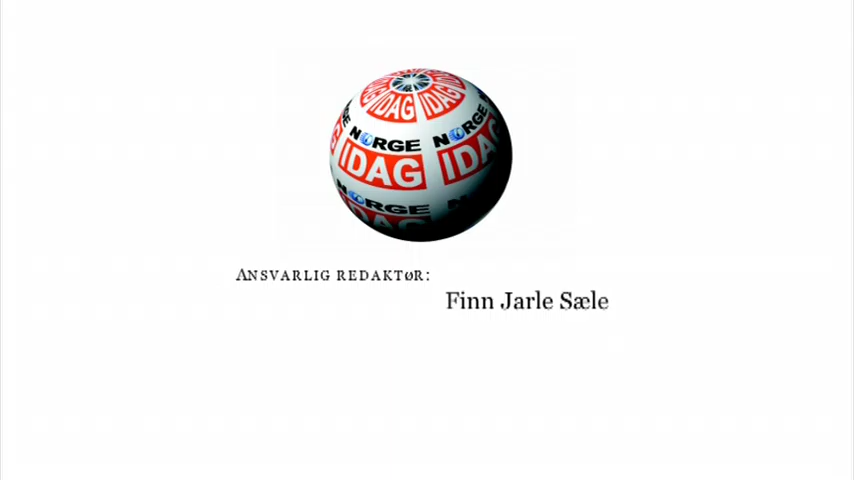 IDAG IDAG
NORGE NORGE
IDAG IDAG
NORGE
IDAG
ANSVARLIG REDAKTøR:
Finn Jarle Sæle